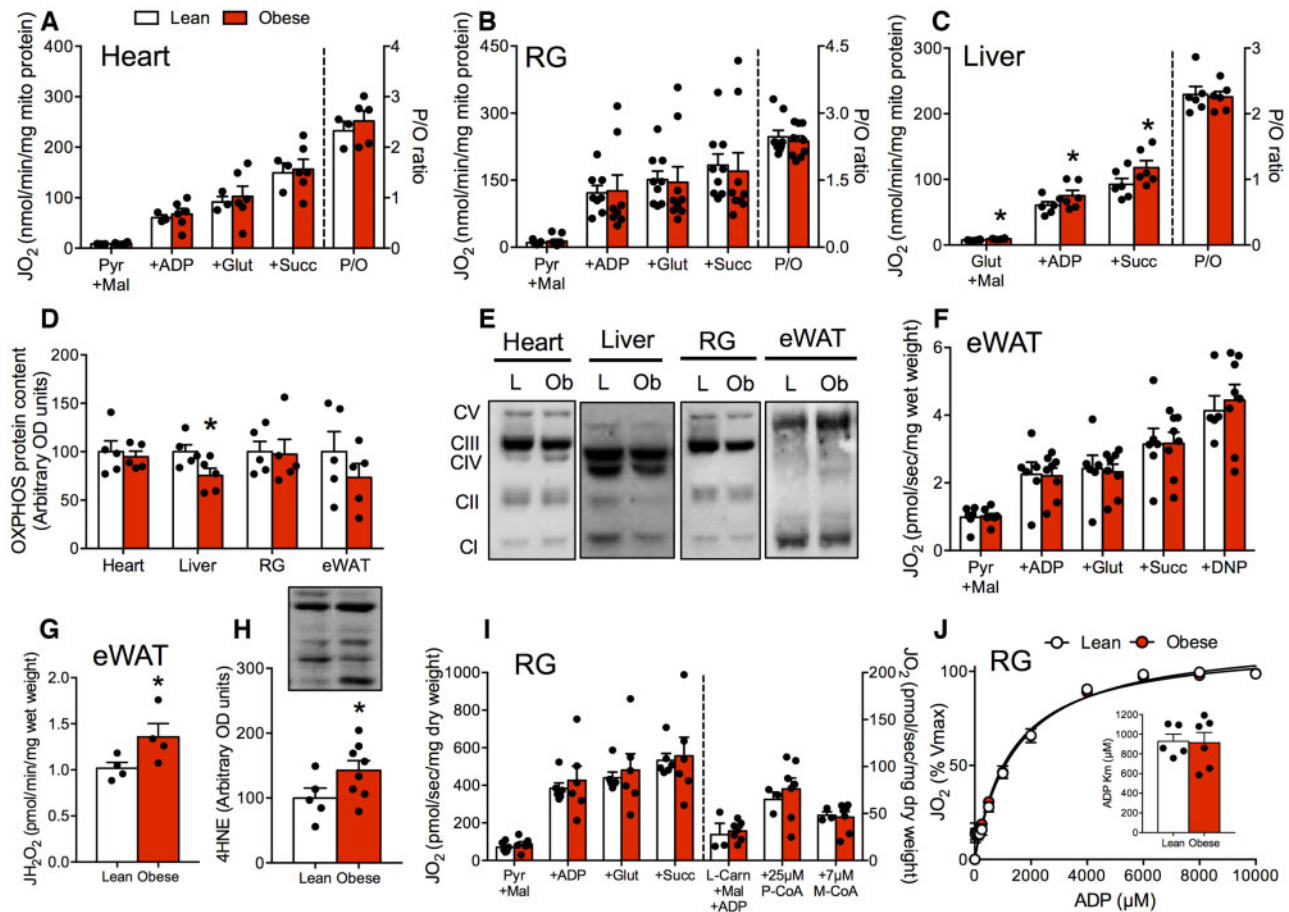 A
Lean
Obese
Heart
JO2 (nmol/min/mg mito protein)
400
300
200
100
0
4
3
2
1
0
P/O ratio
Pyr +ADP +Glut +Succ P/O
+Mal
B
RG
JO2 (nmol/min/mg mito protein)
450
300
150
0
4.5
3.0
1.5
0.0
P/O ratio
Pyr +ADP +Glut +Succ P/O
+Mal
C
Liver
JO2 (nmol/min/mg mito protein)
300
200
100
0
3
2
1
0
P/O ratio
*
*
*
Glut +ADP +Succ P/O
+Mal
D
OXPHOS protein content
(Arbitrary OD units)
200
150
100
50
0
*
Heart Liver RG eWAT
E
Heart Liver RG eWAT
L Ob L Ob L Ob L Ob
CV
CIII
CIV
CII
CI
F
eWAT
JO2 (pmol/sec/mg wet weight)
6
4
2
0
Pyr +ADP +Glut +Succ +DNP
+Mal
G
eWAT
JH2O2 (pmol/min/mg wet weight)
2.0
1.5
1.0
0.5
0.0
*
Lean Obese
H
4HNE (Arbitrary OD units)
300
200
100
0
*
Lean Obese
I
RG
JO2 (pmol/sec/mg dry weight)
1000
800
600
400
200
0
200
150
100
50
0
JO2 (pmol/sec/mg dry weight)
Pyr +ADP +Glut +Succ L-Carn +25µM +7µM
+Mal +Mal P-CoA M-CoA
+ADP
J
Lean
Obese
RG
JO2 (% Vmax)
100
50
0
0 2000 4000 6000 8000 10000
ADP (µM)
ADP Km (µM)
1200
1000
800
600
400
200
0
Lean Obese